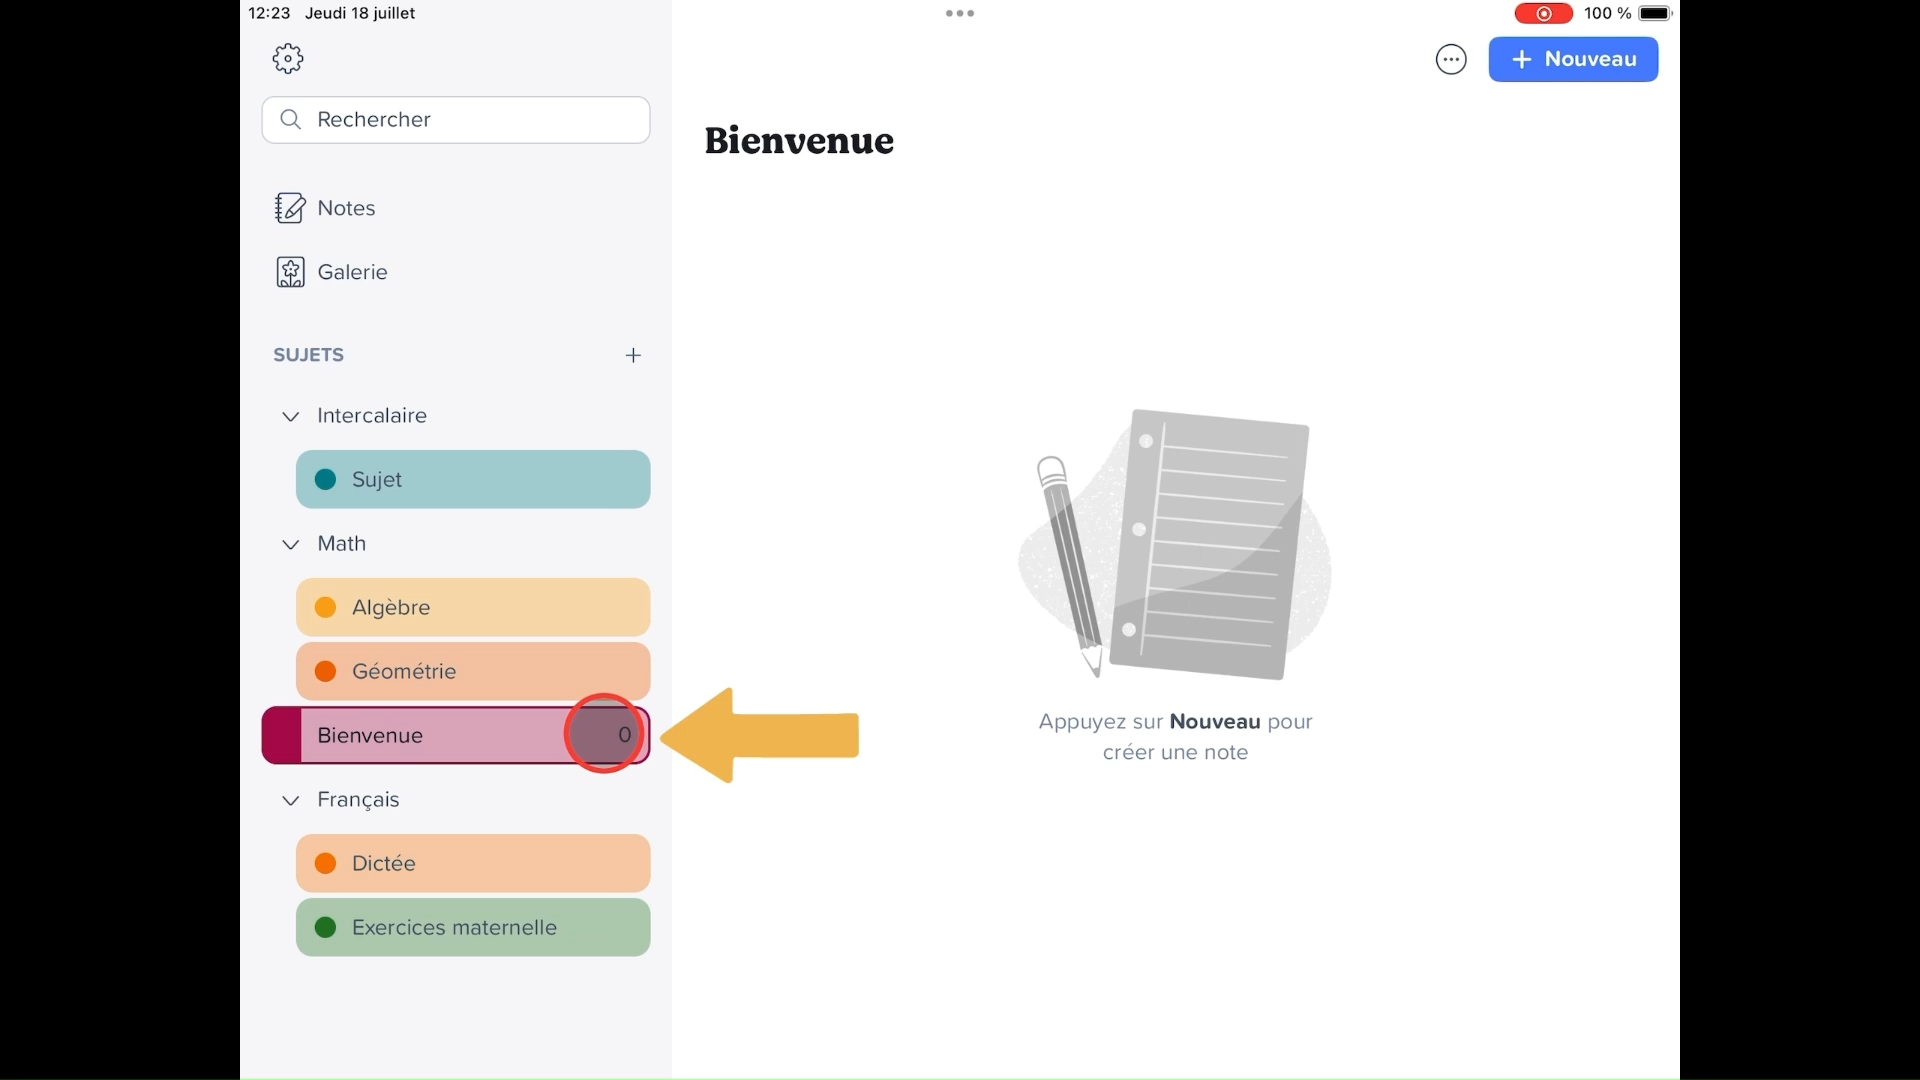 12:23 Jeudi 18 juillet
100 %
Nouveau
Rechercher
Bienvenue
Notes
Galerie
SUJETS
Intercalaire
Sujet
Math
Algèbre
Géométrie
Bienvenue 0
Français
Dictée
Exercices maternelle
Appuyez sur Nouveau pour
créer une note